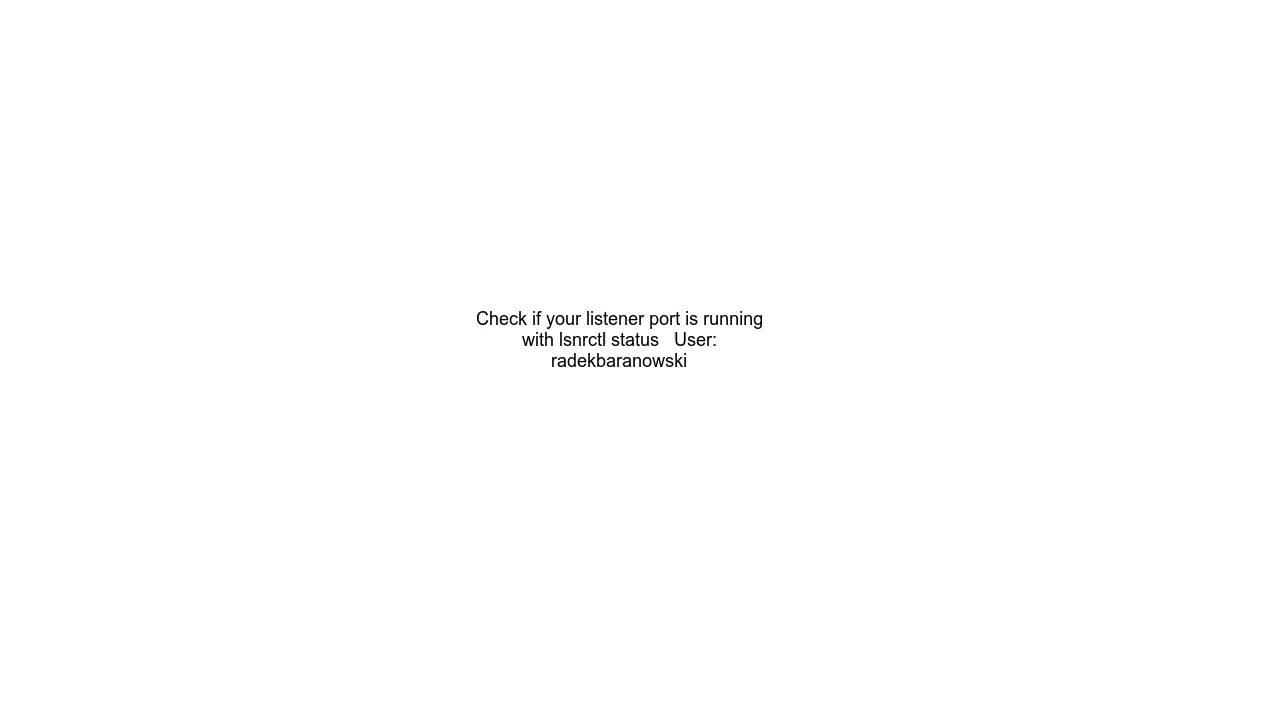 Check if your listener port is running
with lsnrctl status   User:
radekbaranowski